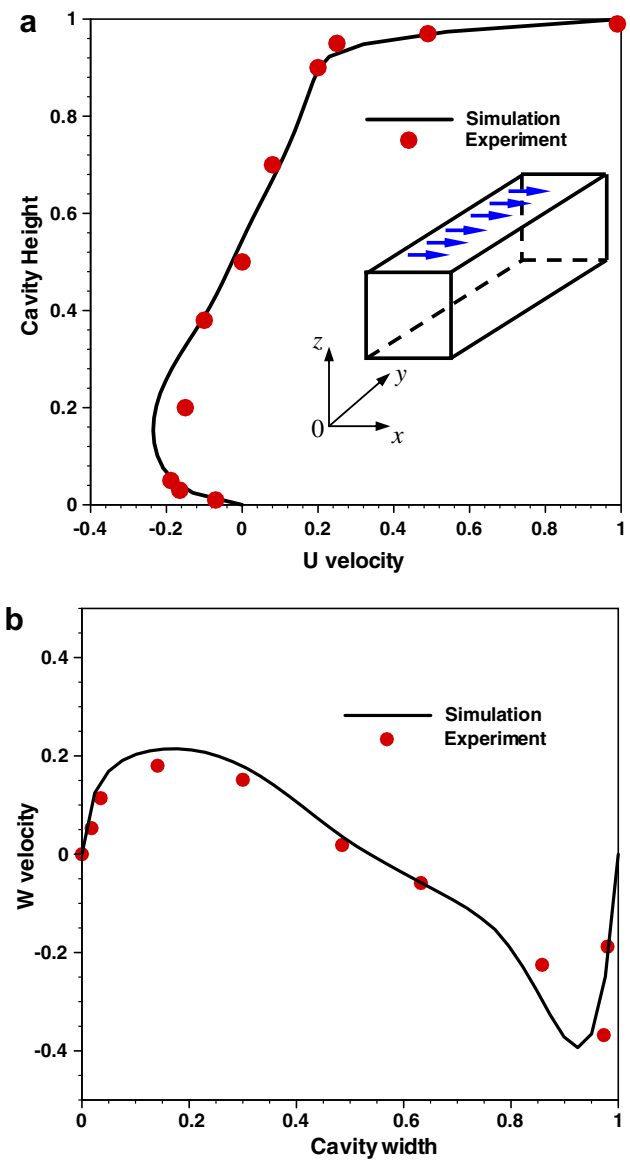 a
1
0.8
0.6
0.4
0.2
0
Cavity Height
Simulation
Experiment
z
y
0
x
-0.4
-0.2
0
0.2
0.4
0.6
0.8
1
U velocity
b
0.4
0.2
0
-0.2
-0.4
W velocity
Simulation
Experiment
0
0.2
0.4
0.6
0.8
1
Cavity width